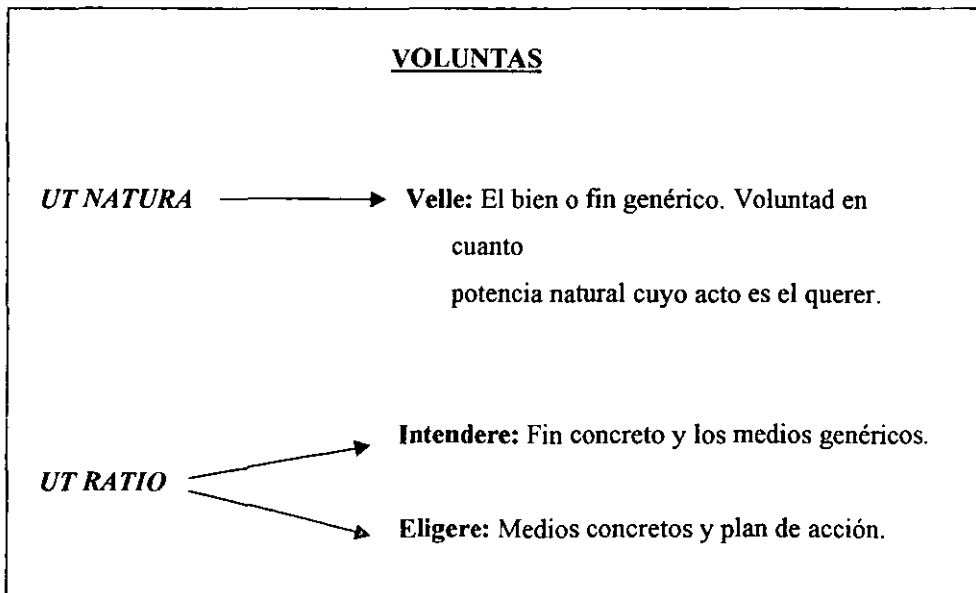 VOLUNTAS
UT NATURA Velle: El bien o fin genérico. Voluntad en
cuanto
potencia natural cuyo acto es el querer.
Intendere: Fin concreto y los medios genéricos.
UT RATIO
Eligere: Medios concretos y plan de acción.